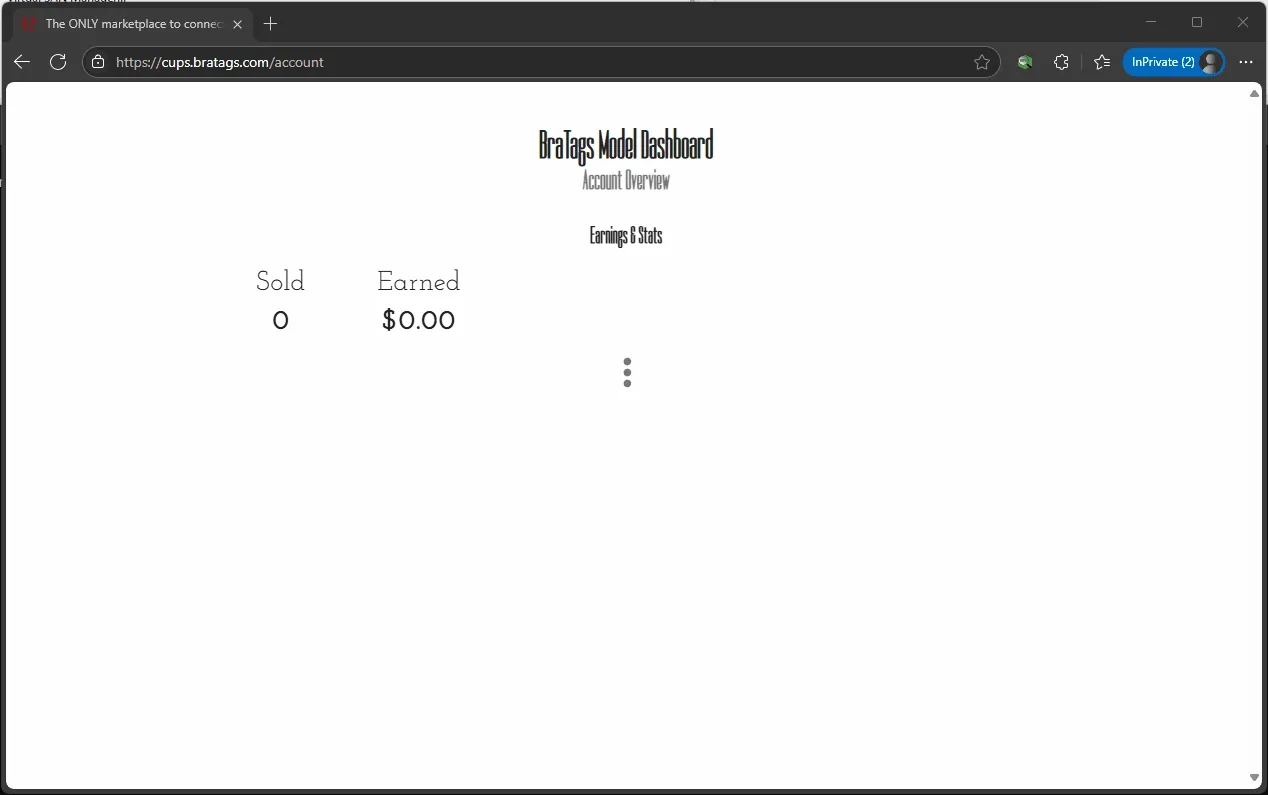 The ONLY marketplace to connec
https://cups.bratags.com/account
InPrivate (2)
BraTags Model Dashboard
Account Overview
Earnings & Stats
Sold Earned
0 $0.00